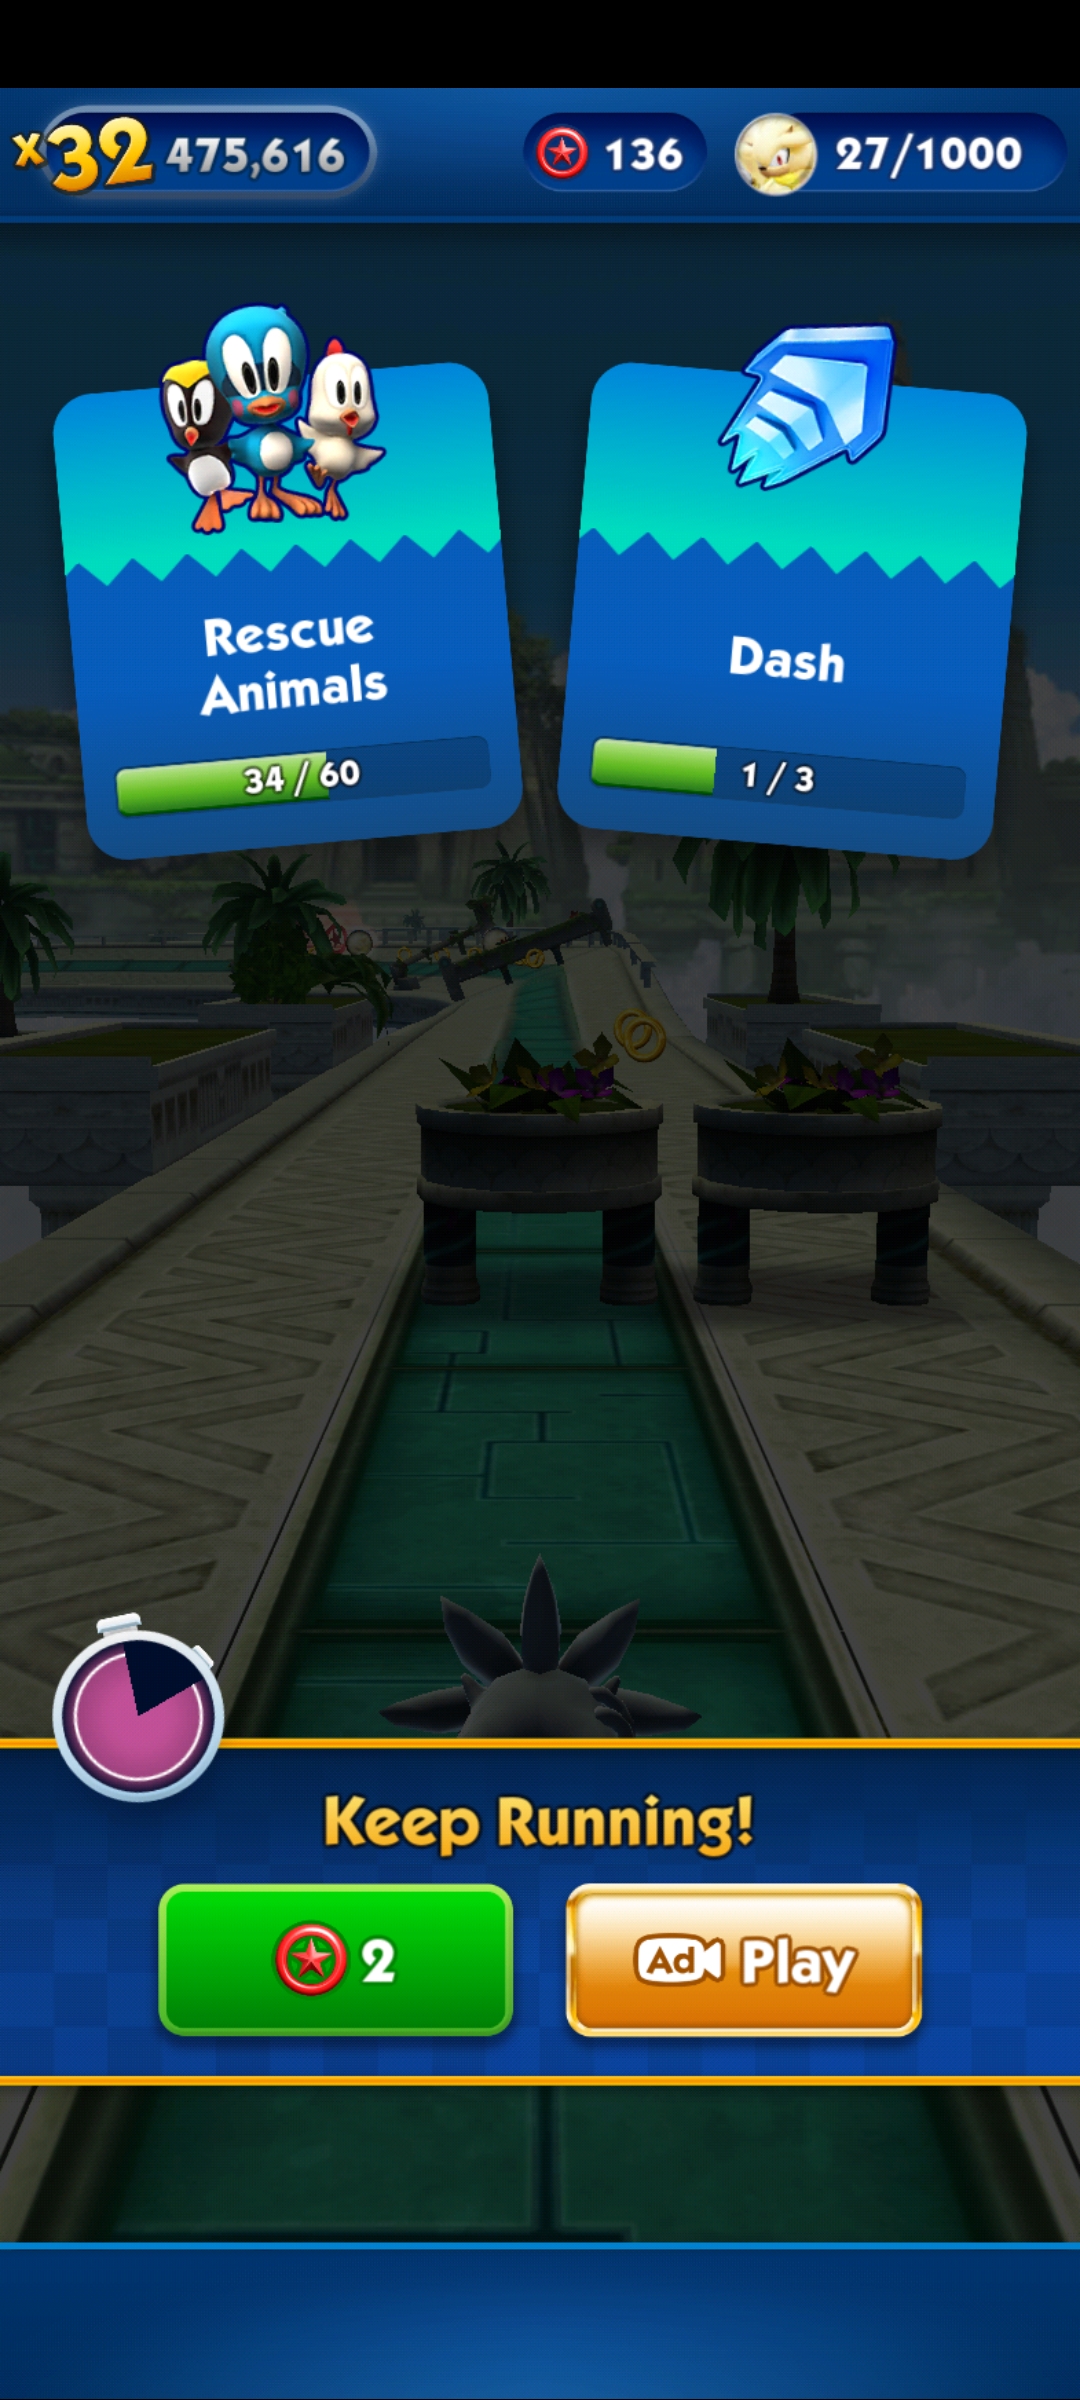 x32 475,616
136
27/1000
Rescue
Animals
34 / 60
Dash
1 / 3
Keep Running!
2
Ad Play